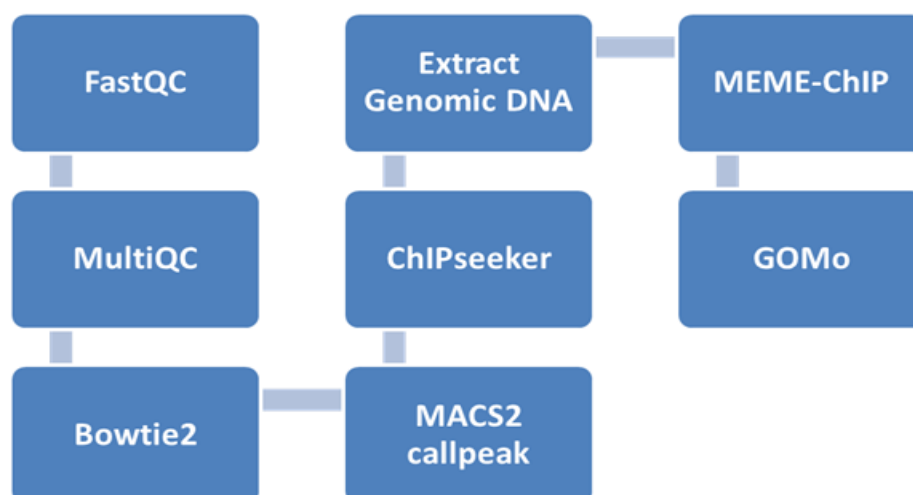 FastQC
MultiQC
Bowtie2
MACS2
callpeak
ChIPseeker
Extract
Genomic DNA
MEME-ChIP
GOMo